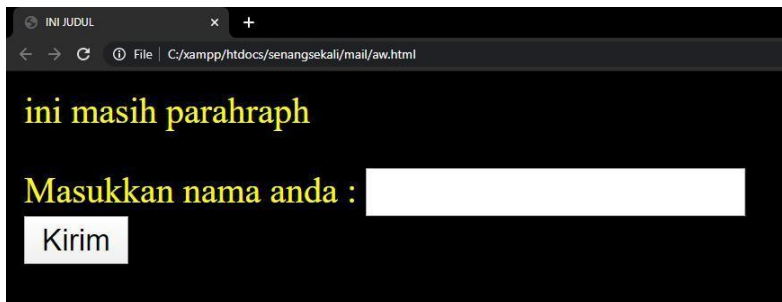 INI JUDUL
File | C:/xampp/htdocs/senangsekali/mail/aw.html
ini masih parahraph
Masukkan nama anda :
Kirim